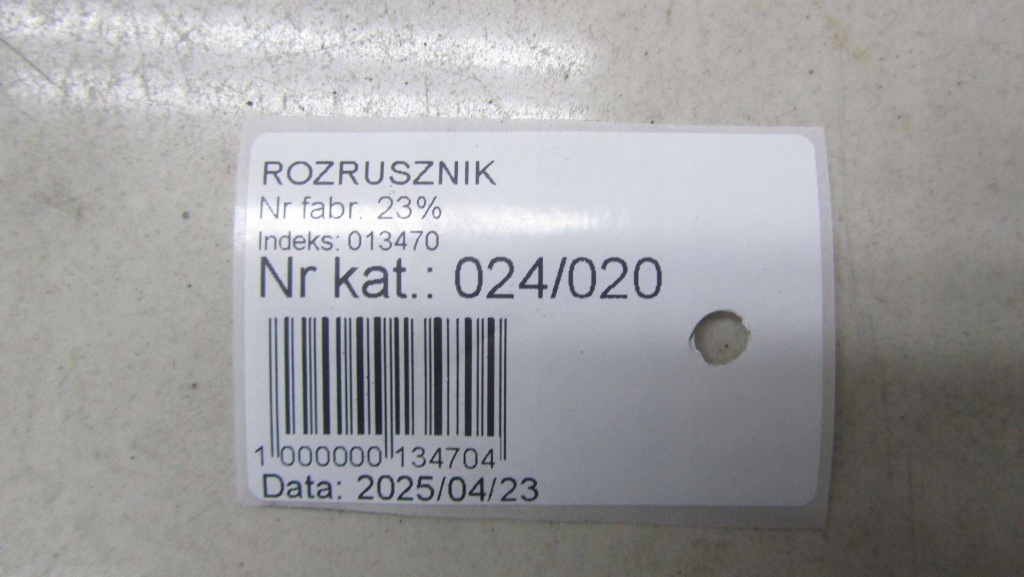 ROZRUSZNIK
Nr fabr. 23%
Indeks: 013470
Nr kat.: 024/020
1 000000 134704
Data: 2025/04/23